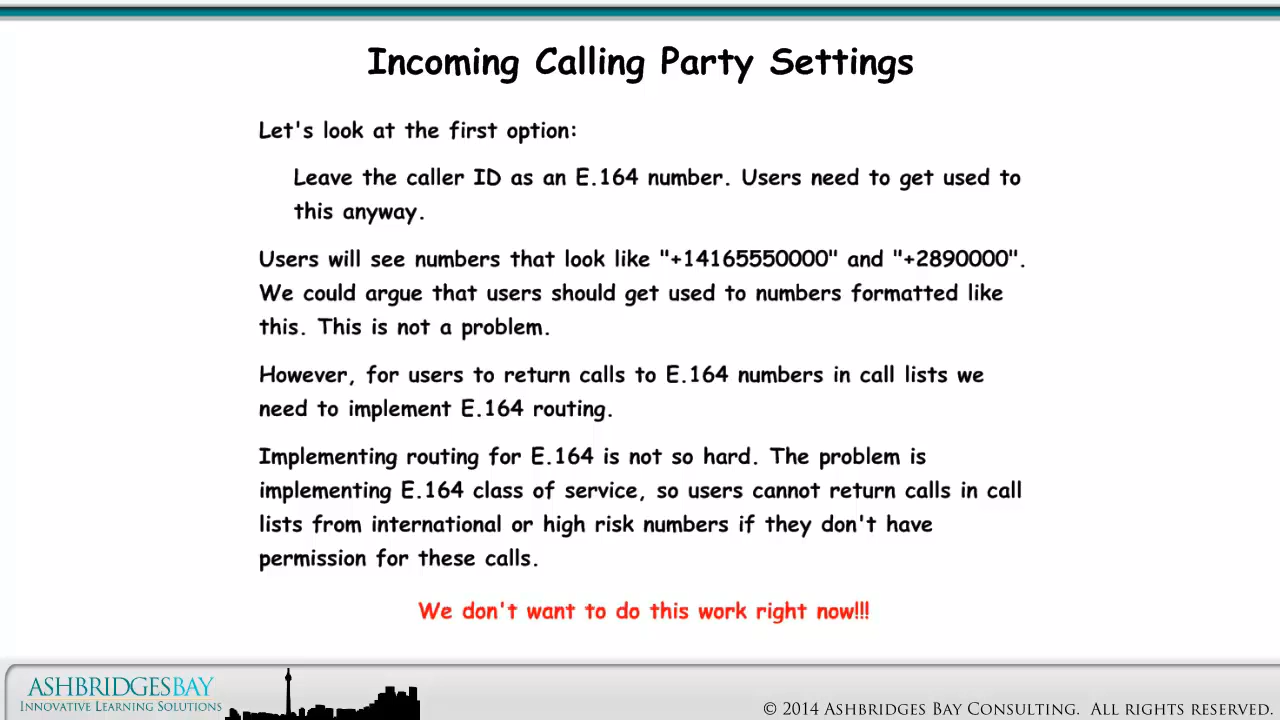 Incoming Calling Party Settings
Let's look at the first option:
Leave the caller ID as an E.164 number. Users need to get used to
this anyway.
Users will see numbers that look like "+14165550000" and "+2890000".
We could argue that users should get used to numbers formatted like
this. This is not a problem.
However, for users to return calls to E.164 numbers in call lists we
need to implement E.164 routing.
Implementing routing for E.164 is not so hard. The problem is
implementing E.164 class of service, so users cannot return calls in call
lists from international or high risk numbers if they don't have
permission for these calls.
We don't want to do this work right now!!!
ASHBRIDGESBAY
INNOVATIVE LEARNING SOLUTIONS
© 2014 ASHBRIDGES BAY CONSULTING. ALL RIGHTS RESERVED.